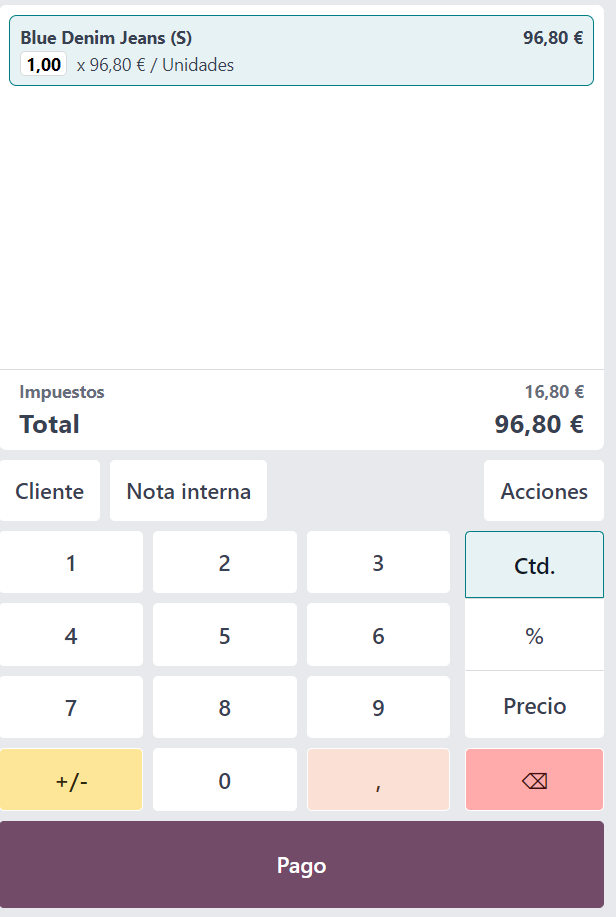 Blue Denim Jeans (S) 96,80 €
1,00 x 96,80 € / Unidades
Impuestos 16,80 €
Total 96,80 €
Cliente Nota interna Acciones
1 2 3 Ctd.
4 5 6 %
7 8 9 Precio
+/- 0 , ⌫
Pago